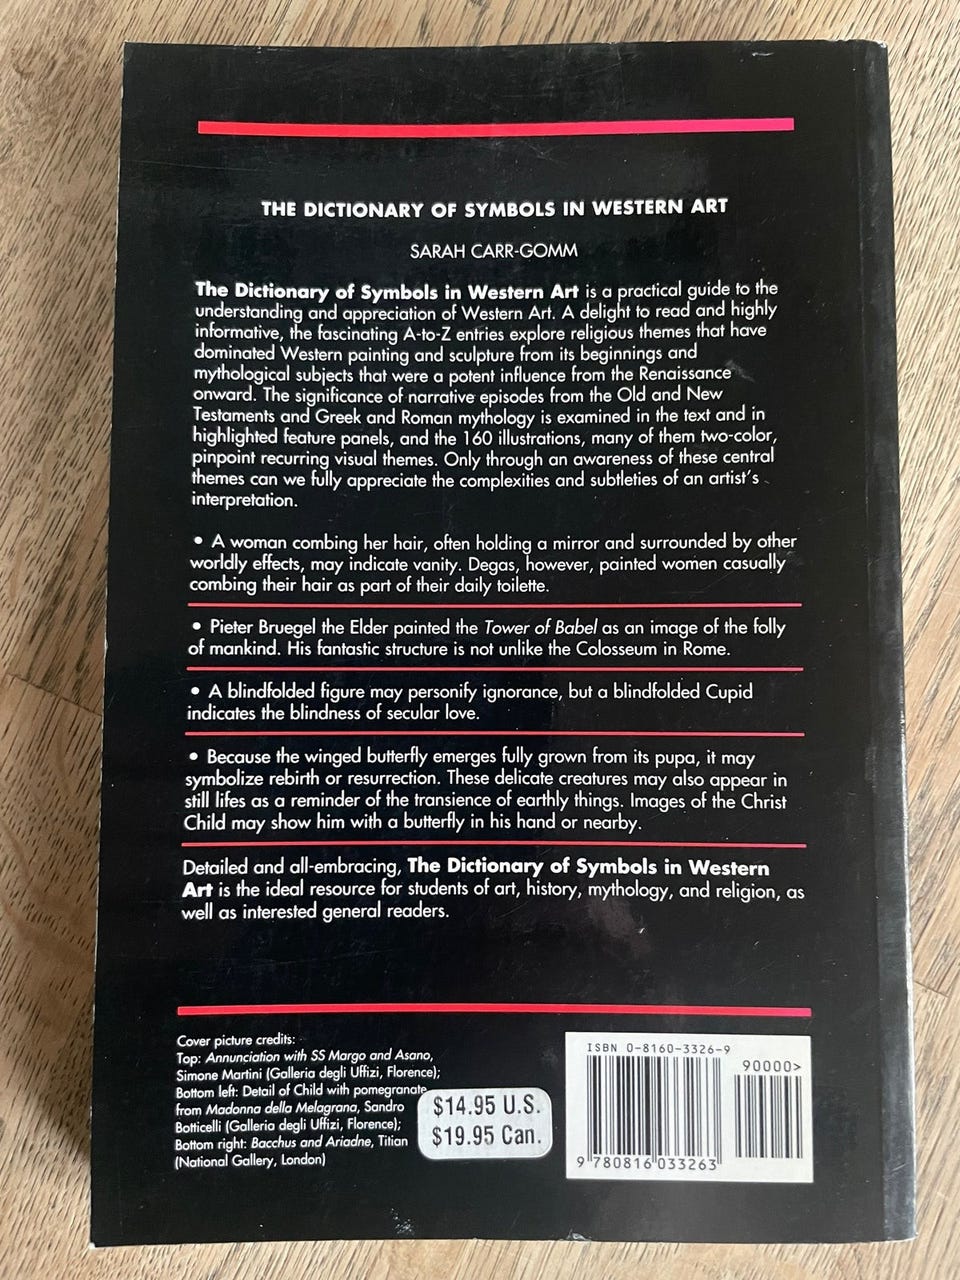 THE DICTIONARY OF SYMBOLS IN WESTERN ART
SARAH CARR-GOMM
The Dictionary of Symbols in Western Art is a practical guide to the
understanding and appreciation of Western Art. A delight to read and highly
informative, the fascinating A-to-Z entries explore religious themes that have
dominated Western painting and sculpture from its beginnings and
mythological subjects that were a potent influence from the Renaissance
onward. The significance of narrative episodes from the Old and New
Testaments and Greek and Roman mythology is examined in the text and in
highlighted feature panels, and the 160 illustrations, many of them two-color,
pinpoint recurring visual themes. Only through an awareness of these central
themes can we fully appreciate the complexities and subtleties of an artist's
interpretation.
• A woman combing her hair, often holding a mirror and surrounded by other
worldly effects, may indicate vanity. Degas, however, painted women casually
combing their hair as part of their daily toilette.
• Pieter Bruegel the Elder painted the Tower of Babel as an image of the folly
of mankind. His fantastic structure is not unlike the Colosseum in Rome.
• A blindfolded figure may personify ignorance, but a blindfolded Cupid
indicates the blindness of secular love.
• Because the winged butterfly emerges fully grown from its pupa, it may
symbolize rebirth or resurrection. These delicate creatures may also appear in
still lifes as a reminder of the transience of earthly things. Images of the Christ
Child may show him with a butterfly in his hand or nearby.
Detailed and all-embracing, The Dictionary of Symbols in Western
Art is the ideal resource for students of art, history, mythology, and religion, as
well as interested general readers.
Cover picture credits:
Top: Annunciation with SS Margo and Asano,
Simone Martini (Galleria degli Uffizi, Florence);
Bottom left: Detail of Child with pomegranate
from Madonna della Melagrana, Sandro
Botticelli (Galleria degli Uffizi, Florence);
Bottom right: Bacchus and Ariadne, Titian
(National Gallery, London)
$14.95 U.S.
$19.95 Can.
ISBN 0-8160-3326-9
90000>
9 780816 033263